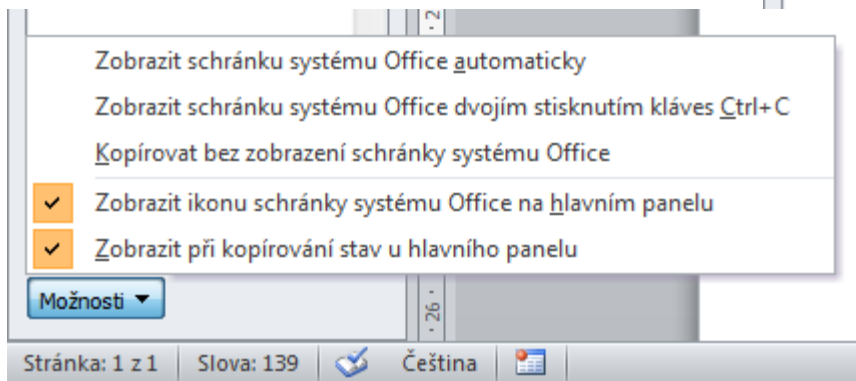 Zobrazit schránku systému Office automaticky
Zobrazit schránku systému Office dvojím stisknutím kláves Ctrl+C
Kopírovat bez zobrazení schránky systému Office
Zobrazit ikonu schránky systému Office na hlavním panelu
Zobrazit při kopírování stav u hlavního panelu
Možnosti
26
Stránka: 1 z 1 Slova: 139 Čeština